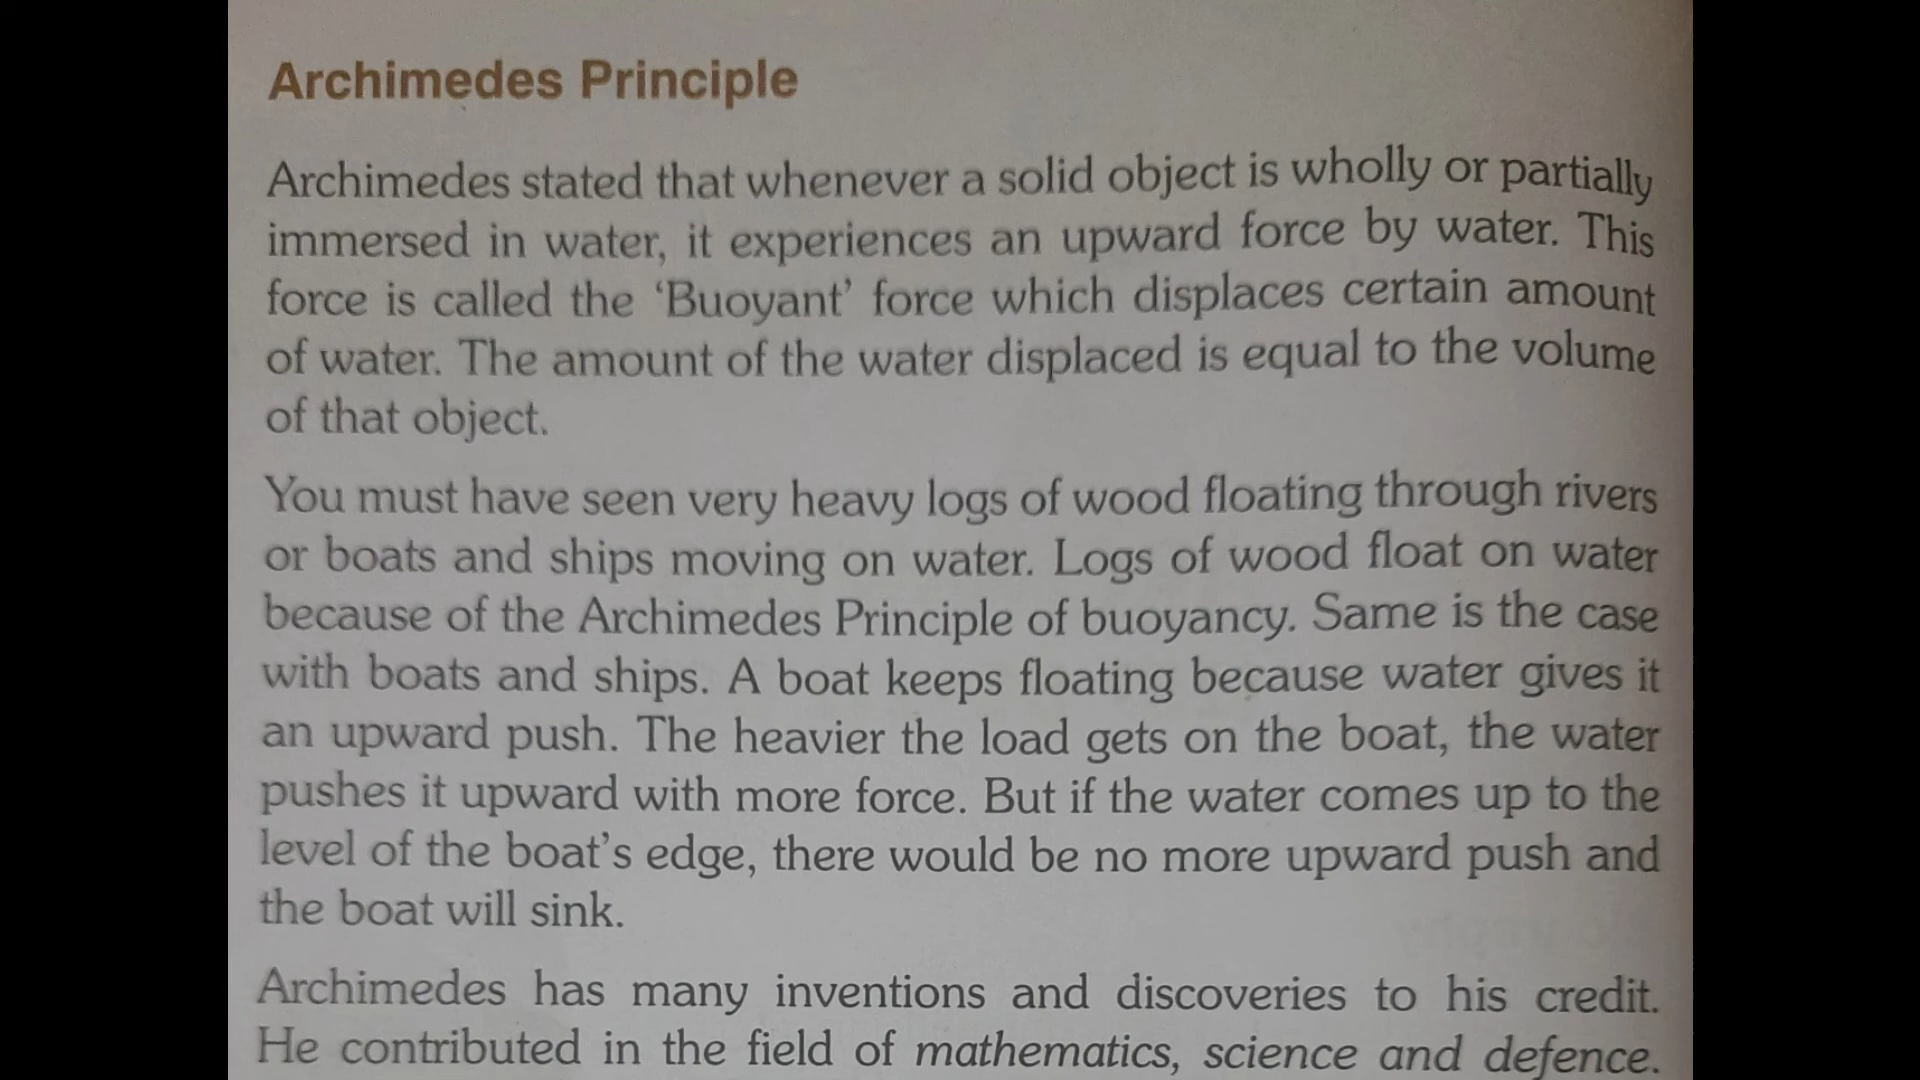 Archimedes Principle
Archimedes stated that whenever a solid object is wholly or partially
immersed in water, it experiences an upward force by water. This
force is called the ‘Buoyant’ force which displaces certain amount
of water. The amount of the water displaced is equal to the volume
of that object.
You must have seen very heavy logs of wood floating through rivers
or boats and ships moving on water. Logs of wood float on water
because of the Archimedes Principle of buoyancy. Same is the case
with boats and ships. A boat keeps floating because water gives it
an upward push. The heavier the load gets on the boat, the water
pushes it upward with more force. But if the water comes up to the
level of the boat’s edge, there would be no more upward push and
the boat will sink.
Archimedes has many inventions and discoveries to his credit.
He contributed in the field of mathematics, science and defence.